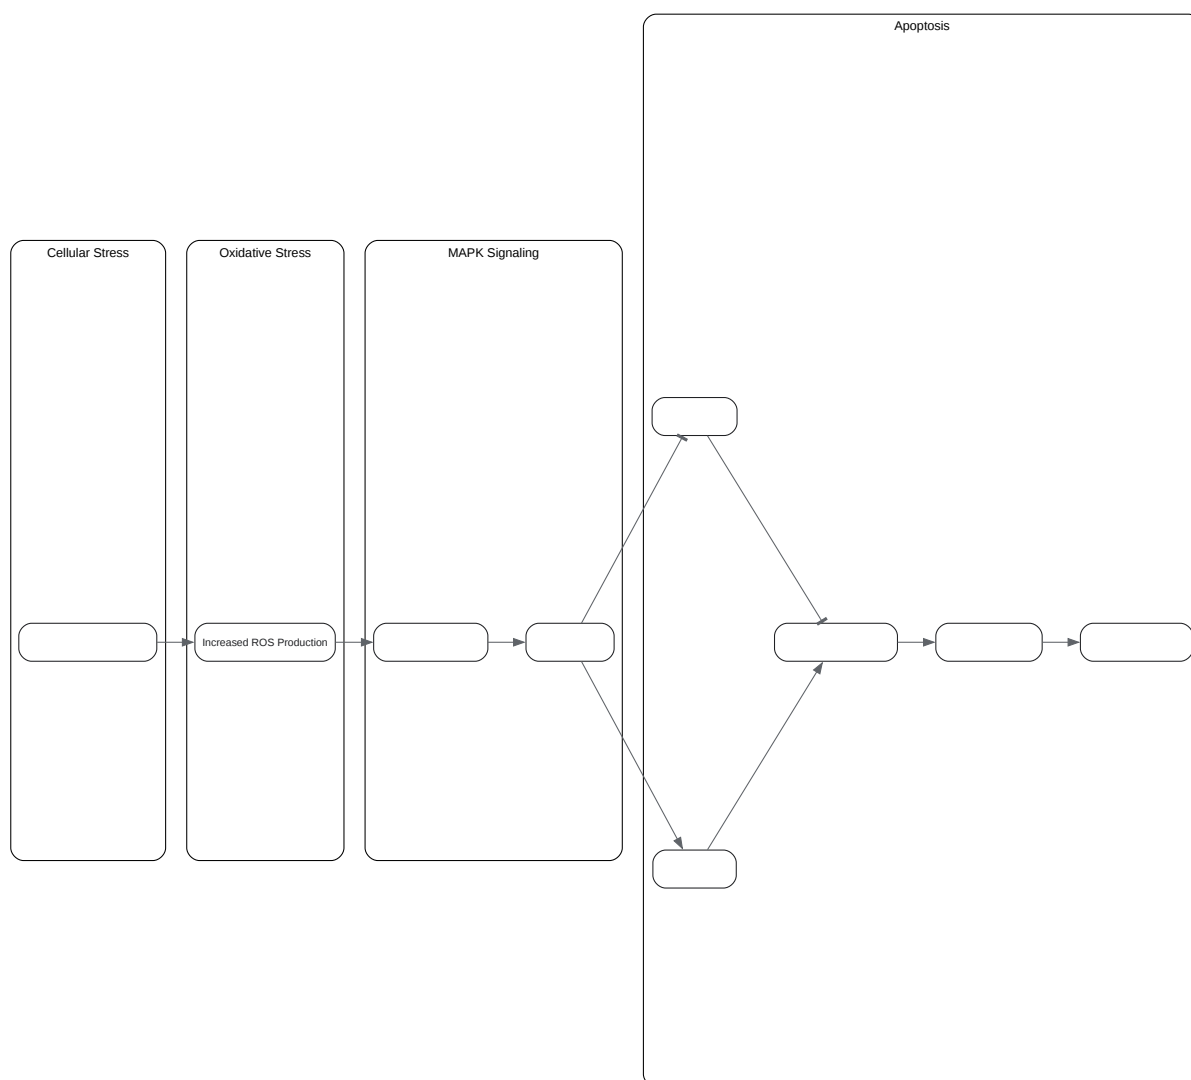 Apoptosis
Cellular Stress
Oxidative Stress
MAPK Signaling
Increased ROS Production